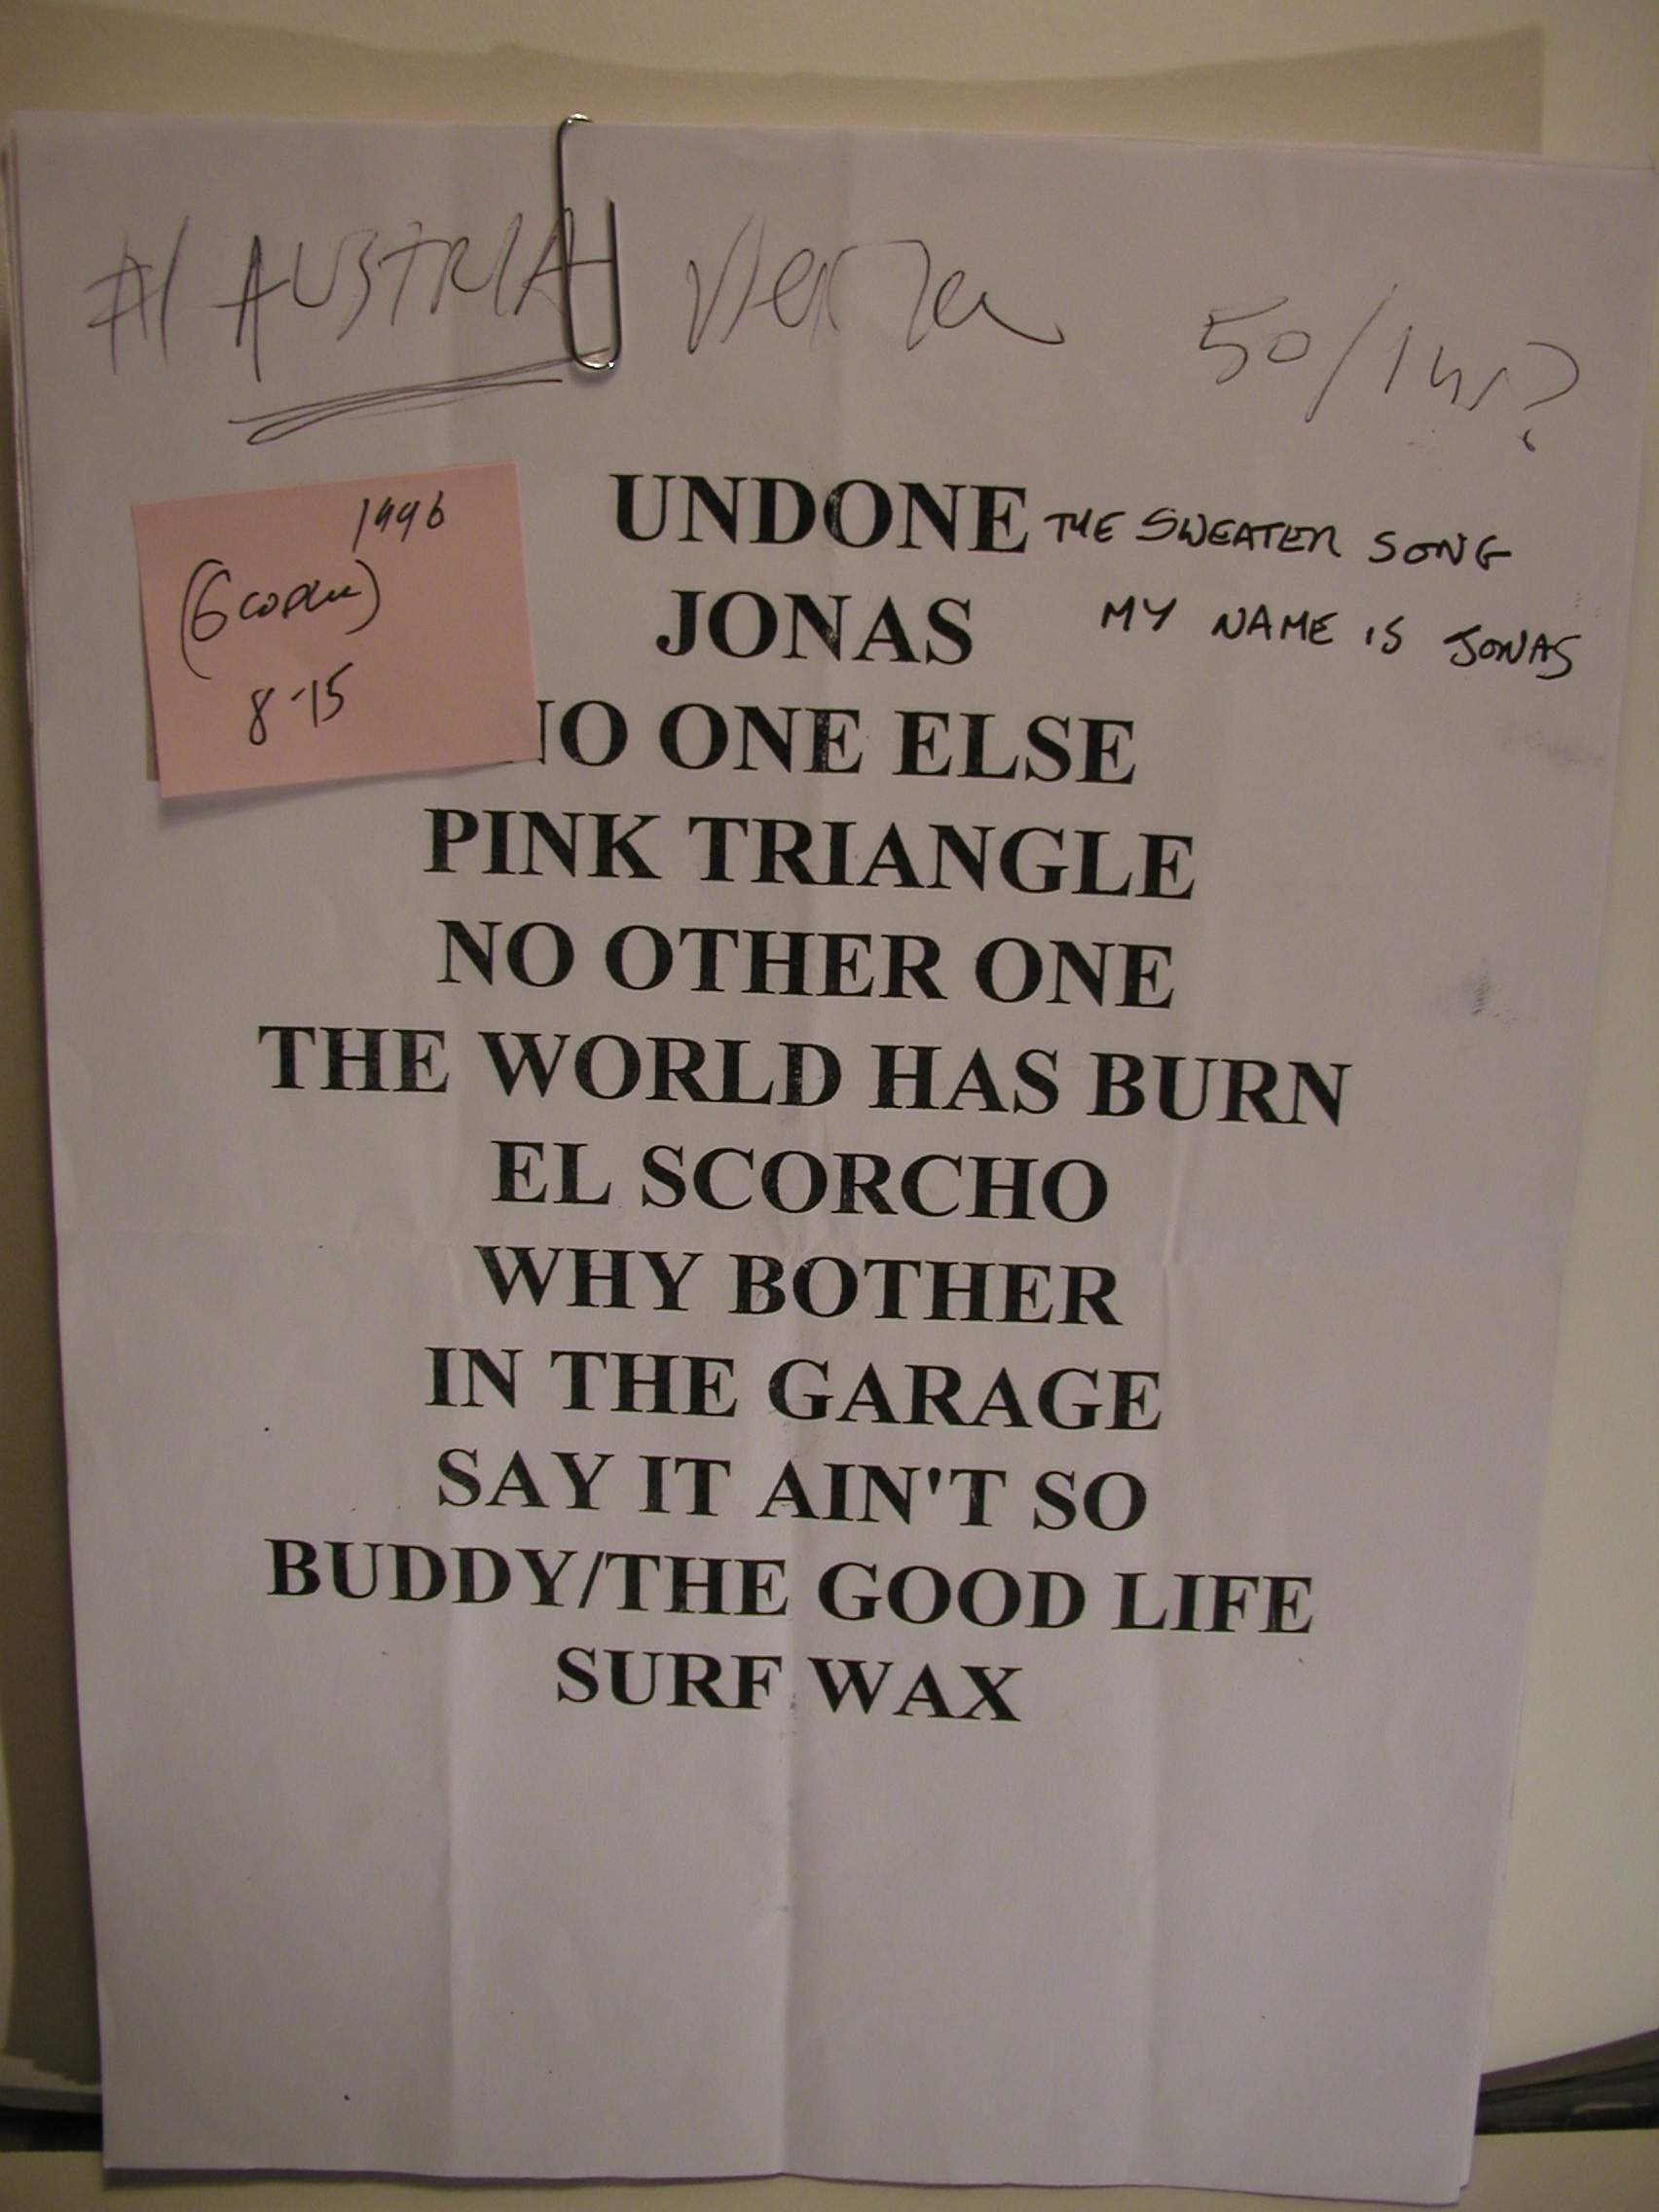 #1 AUSTRIA Vienna 50/1hr?
1996
(6 copies)
8-15
UNDONE THE SWEATER SONG
JONAS MY NAME IS JONAS
NO ONE ELSE
PINK TRIANGLE
NO OTHER ONE
THE WORLD HAS BURN
EL SCORCHO
WHY BOTHER
IN THE GARAGE
SAY IT AIN'T SO
BUDDY/THE GOOD LIFE
SURF WAX